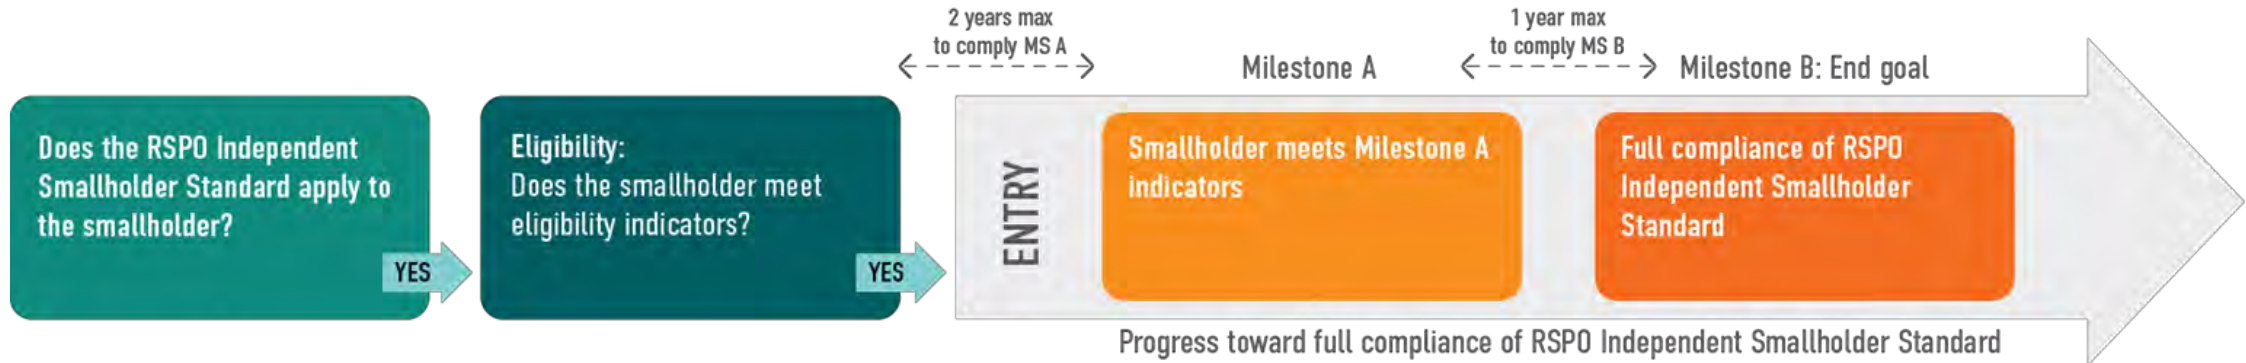 Does the RSPO Independent
Smallholder Standard apply to
the smallholder?
YES
Eligibility:
Does the smallholder meet
eligibility indicators?
YES
2 years max
to comply MS A
ENTRY
Milestone A
Smallholder meets Milestone A
indicators
1 year max
to comply MS B
Milestone B: End goal
Full compliance of RSPO
Independent Smallholder
Standard
Progress toward full compliance of RSPO Independent Smallholder Standard